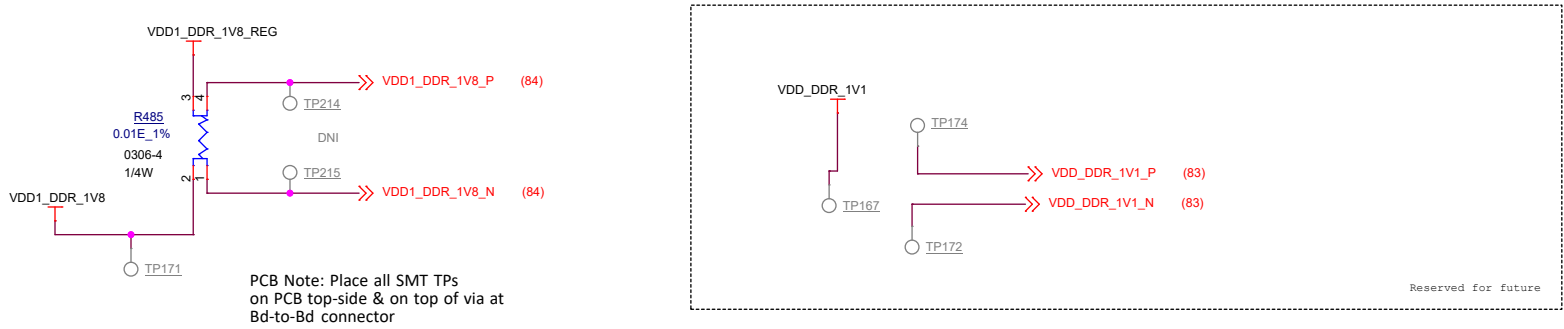 VDD1_DDR_1V8_REG
3
4
VDD1_DDR_1V8_P (84)
TP214
R485
0.01E_1%
0306-4
1/4W
DNI
TP215
2
1
VDD1_DDR_1V8_N (84)
VDD1_DDR_1V8
TP171
PCB Note: Place all SMT TPs
on PCB top-side & on top of via at
Bd-to-Bd connector
VDD_DDR_1V1
TP174
VDD_DDR_1V1_P (83)
TP167
VDD_DDR_1V1_N (83)
TP172
Reserved for future